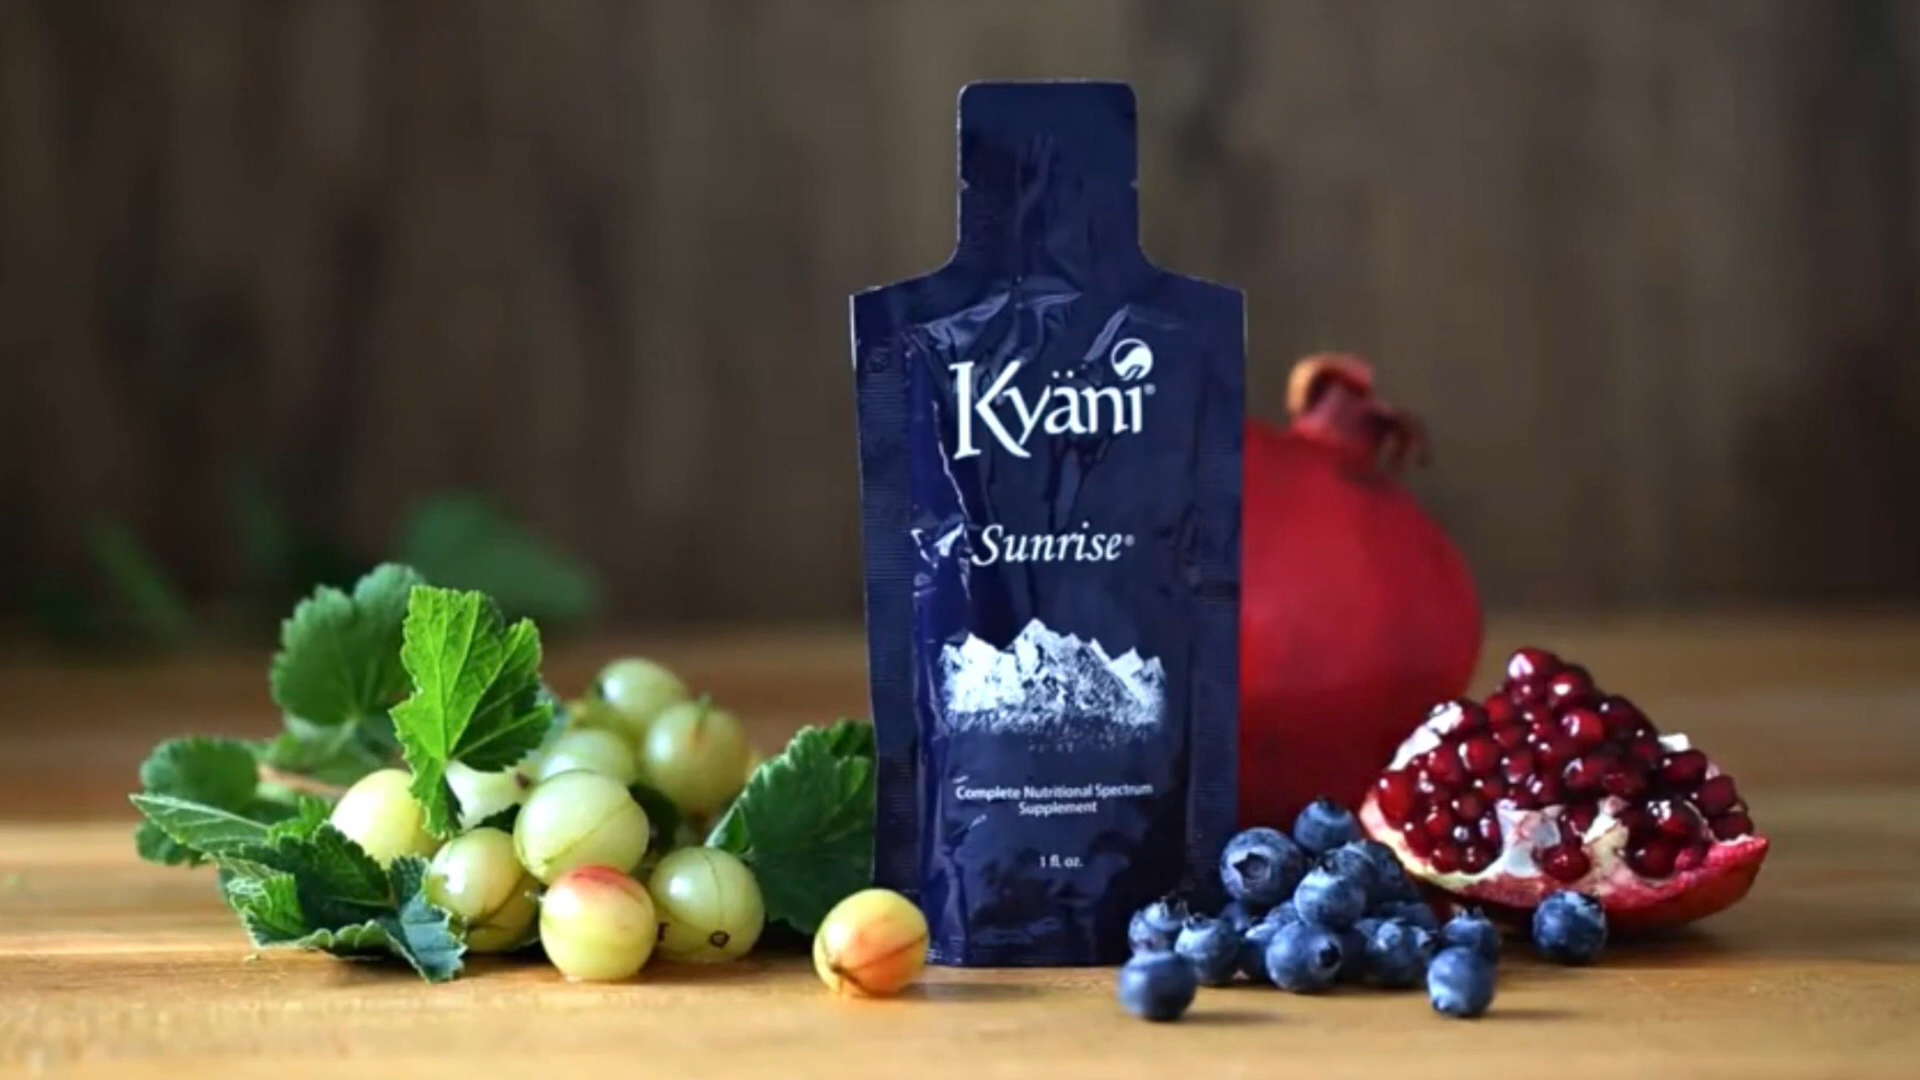 Kyäni®
Sunrise®
Complete Nutritional Spectrum
Supplement
1 fl. oz.